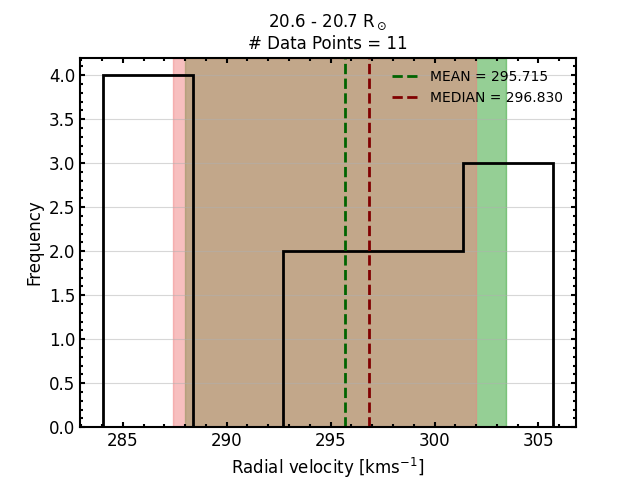 20.6 - 20.7 R⊙
# Data Points = 11
MEAN = 295.715
MEDIAN = 296.830
Frequency
4.0
3.5
3.0
2.5
2.0
1.5
1.0
0.5
0.0
285 290 295 300 305
Radial velocity [kms⁻¹]